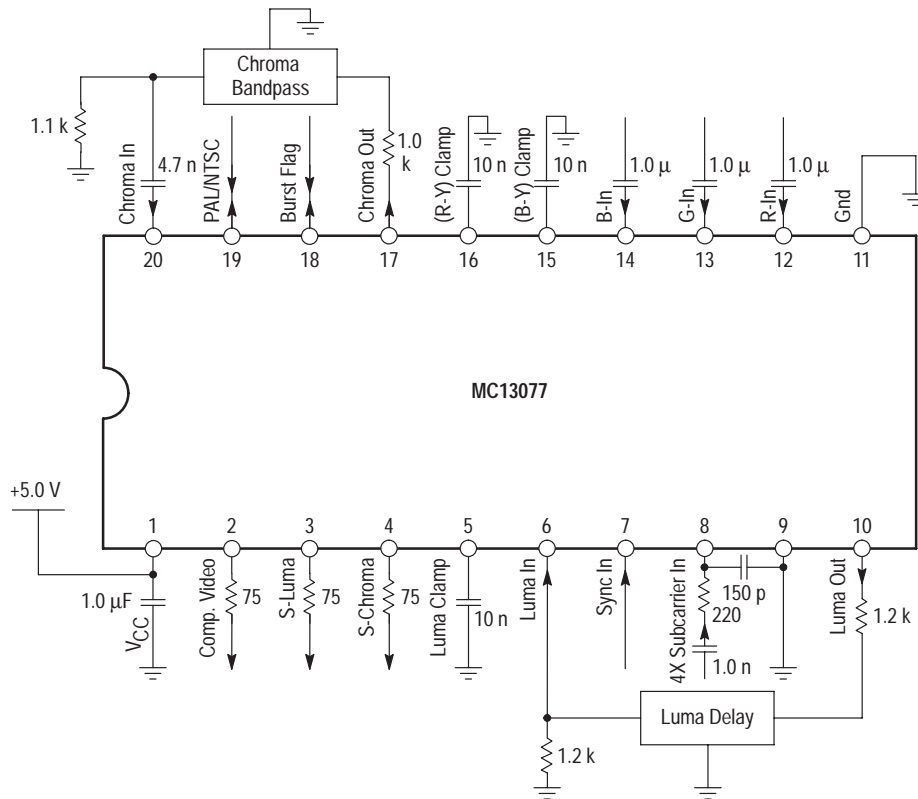 Chroma
Bandpass
1.1 k
4.7 n
1.0
k
10 n
10 n
1.0 µ
1.0 µ
1.0 µ
Chroma In
PAL/NTSC
Burst Flag
Chroma Out
(R-Y) Clamp
(B-Y) Clamp
B-In
G-In
R-In
Gnd
20
19
18
17
16
15
14
13
12
11
MC13077
+5.0 V
1
2
3
4
5
6
7
8
9
10
1.0 µF
VCC
Comp. Video
75
S-Luma
75
S-Chroma
75
Luma Clamp
10 n
Luma In
Sync In
4X Subcarrier In
150 p
220
1.0 n
Luma Out
1.2 k
Luma Delay
1.2 k